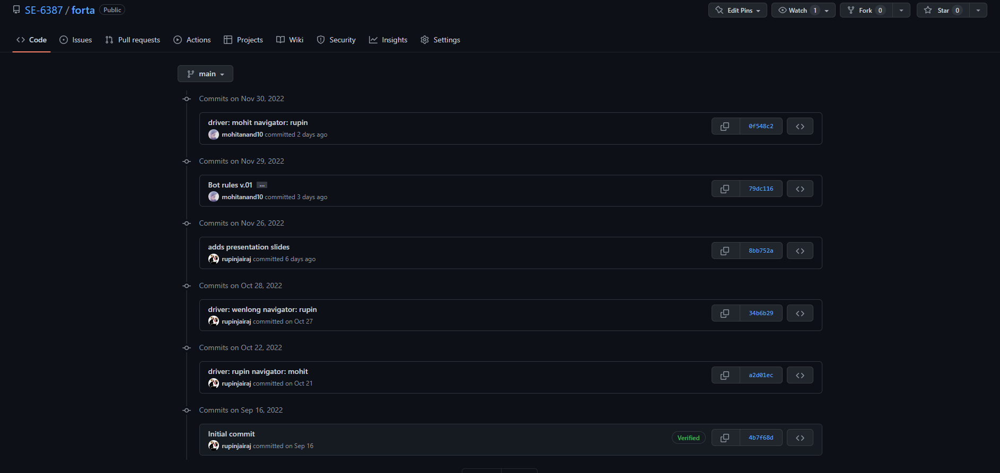 SE-6387 / forta Public
Edit Pins Watch 1 Fork 0 Star 0
Code Issues Pull requests Actions Projects Wiki Security Insights Settings
main
Commits on Nov 30, 2022
driver: mohit navigator: rupin
mohitanand10 committed 2 days ago
0f548c2
Commits on Nov 29, 2022
Bot rules v.01 ...
mohitanand10 committed 3 days ago
79dc116
Commits on Nov 26, 2022
adds presentation slides
rupinjairaj committed 6 days ago
8bb752a
Commits on Oct 28, 2022
driver: wenlong navigator: rupin
rupinjairaj committed on Oct 27
34b6b29
Commits on Oct 22, 2022
driver: rupin navigator: mohit
rupinjairaj committed on Oct 21
a2d01ec
Commits on Sep 16, 2022
Initial commit
rupinjairaj committed on Sep 16
Verified
4b7f68d